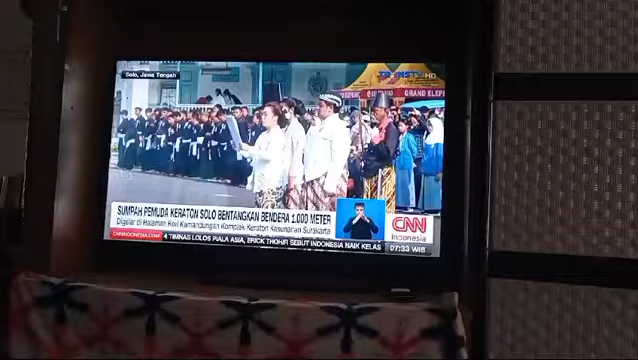 Solo, Jawa Tengah
TRANSTV HD
GRAND ELEP
SUMPAH PEMUDA KERATON SOLO BENTANGKAN BENDERA 1.000 METER
Digelar di Halaman Kori Kamandungan Komplek Keraton Kasunanan Surakarta
CNN
Indonesia
CNNINDONESIA.COM
4 TIMNAS LOLOS PIALA ASIA, ERICK THOHIR SEBUT INDONESIA NAIK KELAS
07:33 WIB